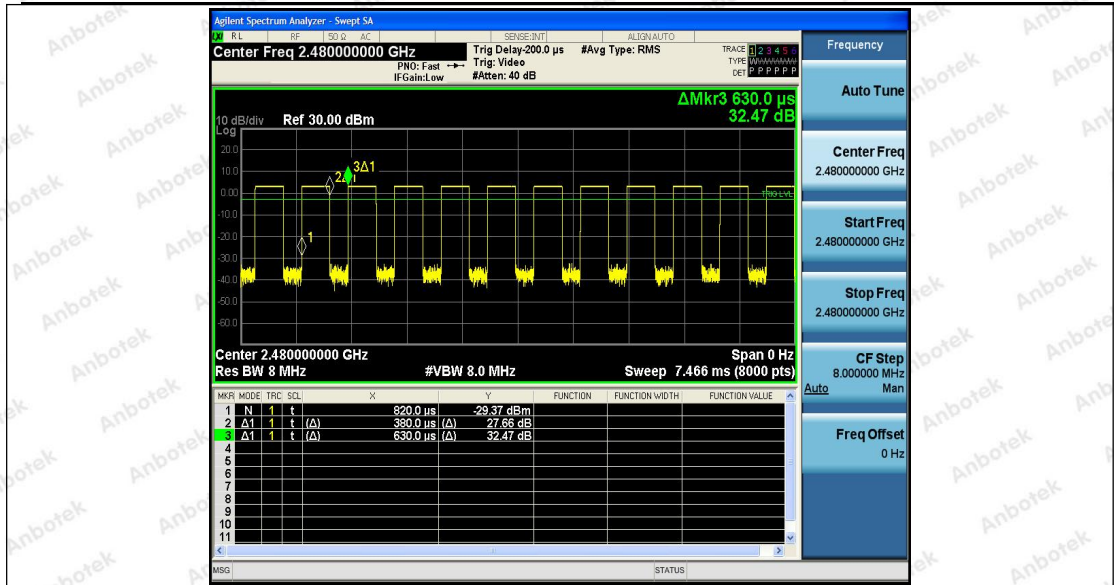 Agilent Spectrum Analyzer - Swept SA
RL RF 50 Ω AC SENSE:INT ALIGNAUTO
Center Freq 2.480000000 GHz
PNO: Fast
IFGain:Low
Trig Delay-200.0 µs
Trig: Video
#Atten: 40 dB
#Avg Type: RMS
TRACE 1 2 3 4 5 6
TYPE
DET P P P P P P
ΔMkr3 630.0 µs
32.47 dB
10 dB/div Ref 30.00 dBm
Log
20.0
10.0
0.00
-10.0
-20.0
-30.0
-40.0
-50.0
-60.0
3Δ1
1
TRIG LVL
Center 2.480000000 GHz Span 0 Hz
Res BW 8 MHz #VBW 8.0 MHz Sweep 7.466 ms (8000 pts)
MKR MODE TRC SCL X Y FUNCTION FUNCTION WIDTH FUNCTION VALUE
1 N 1 t 820.0 µs -29.37 dBm
2 Δ1 1 t (Δ) 380.0 µs (Δ) 27.66 dB
3 Δ1 1 t (Δ) 630.0 µs (Δ) 32.47 dB
4
5
6
7
8
9
10
11
MSG STATUS
Frequency
Auto Tune
Center Freq
2.480000000 GHz
Start Freq
2.480000000 GHz
Stop Freq
2.480000000 GHz
CF Step
8.000000 MHz
Auto Man
Freq Offset
0 Hz
Anbotek